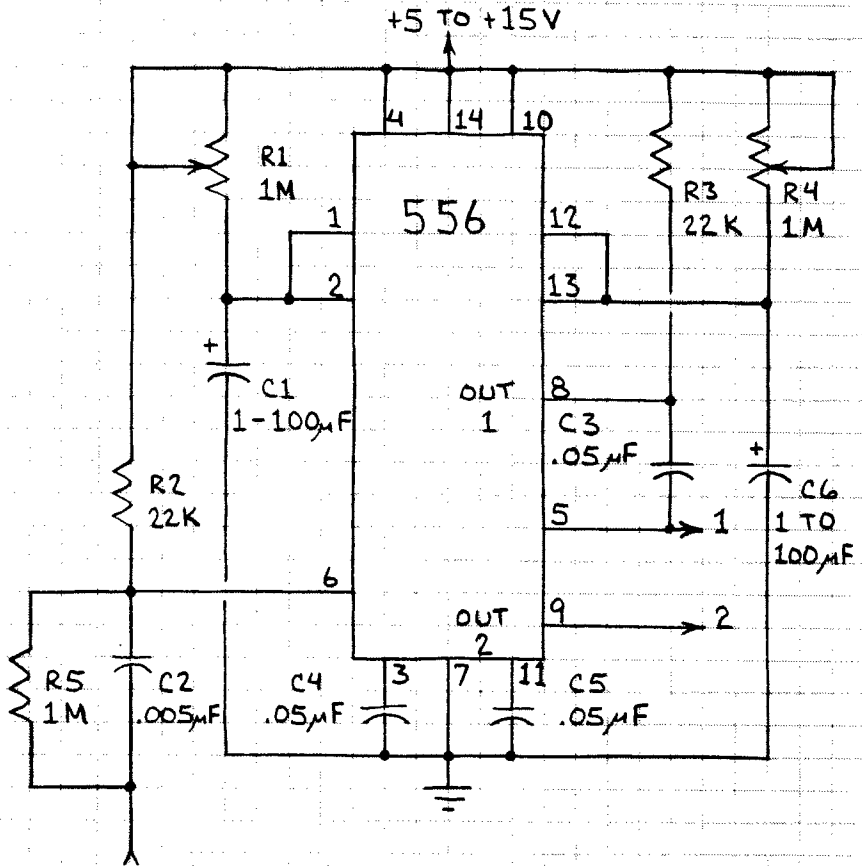 +5 TO +15V
4
14
10
R1
1M
1
556
12
R3
22K
R4
1M
2
13
+
C1
1-100µF
OUT
1
8
C3
.05µF
+
C6
1 TO
100µF
R2
22K
5
1
6
9
2
OUT
2
R5
1M
C2
.005µF
C4
.05µF
3
7
11
C5
.05µF